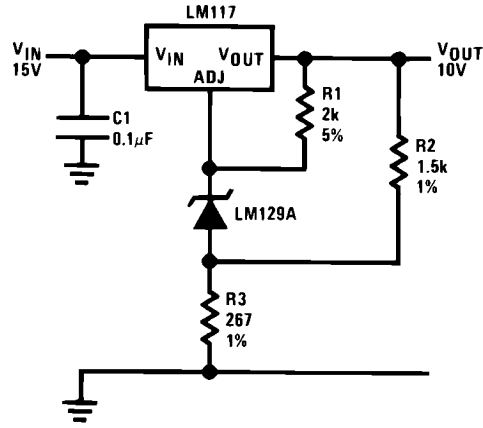 LM117
VIN
15V
VIN
VOUT
ADJ
VOUT
10V
C1
0.1μF
R1
2k
5%
R2
1.5k
1%
LM129A
R3
267
1%